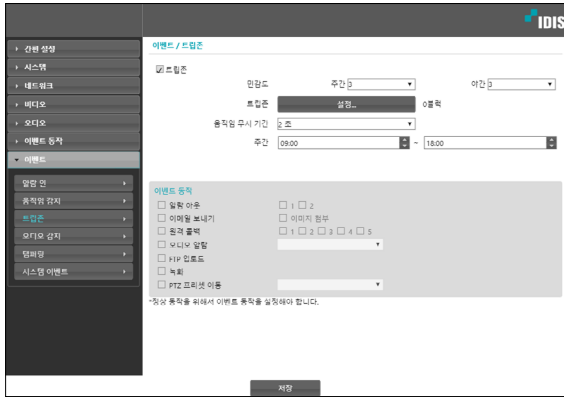 IDIS
간편 설정
시스템
네트워크
비디오
오디오
이벤트 동작
이벤트
알람 인
움직임 감지
트립존
오디오 감지
탬퍼링
시스템 이벤트
이벤트 / 트립존
트립존
민감도 주간 3 야간 3
트립존 설정... 0블럭
움직임 무시 기간 2 초
주간 09:00 ~ 18:00
이벤트 동작
알람 아웃 1 2
이메일 보내기 이미지 첨부
원격 콜백 1 2 3 4 5
오디오 알람
FTP 업로드
녹화
PTZ 프리셋 이동
*정상 동작을 위해서 이벤트 동작을 설정해야 합니다.
저장